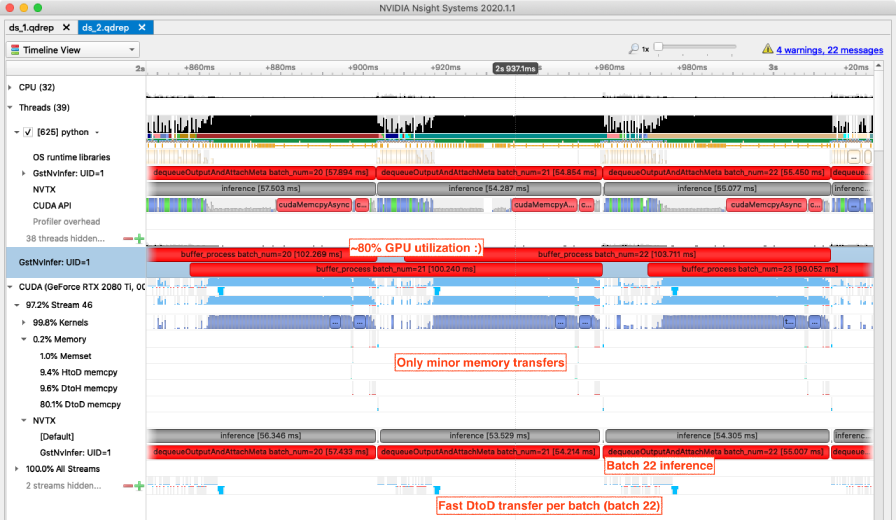 NVIDIA Nsight Systems 2020.1.1
ds_1.qdrep ✕ ds_2.qdrep ✕
Timeline View 1x 4 warnings, 22 messages
2s +860ms +880ms +900ms +920ms 2s 937.1ms +960ms +980ms 3s +20ms
CPU (32)
Threads (39)
[625] python
OS runtime libraries ...
GstNvInfer: UID=1 dequeueOutputAndAttachMeta batch_num=20 [57.894 ms] dequeueOutputAndAttachMeta batch_num=21 [54.854 ms] dequeueOutputAndAttachMeta batch_num=22 [55.450 ms] dequeue...
NVTX inference [57.503 ms] inference [54.287 ms] inference [55.077 ms] inferenc...
CUDA API cudaMemcpyAsync c... cudaMemcpyA... c... cudaMemcpyAsync c... ...
Profiler overhead
38 threads hidden...
~80% GPU utilization :)
GstNvInfer: UID=1 buffer_process batch_num=20 [102.269 ms] buffer_process batch_num=22 [103.711 ms]
buffer_process batch_num=21 [100.240 ms] buffer_process batch_num=23 [99.052 ms]
CUDA (GeForce RTX 2080 Ti, 00
97.2% Stream 46
99.8% Kernels ... ... ... ... f... ...
0.2% Memory
1.0% Memset
Only minor memory transfers
9.4% HtoD memcpy
9.6% DtoH memcpy
80.1% DtoD memcpy
NVTX
[Default] inference [56.346 ms] inference [53.529 ms] inference [54.305 ms] inferenc...
GstNvInfer: UID=1 dequeueOutputAndAttachMeta batch_num=20 [57.433 ms] dequeueOutputAndAttachMeta batch_num=21 [54.214 ms] dequeueOutputAndAttachMeta batch_num=22 [55.007 ms] dequeue...
Batch 22 inference
100.0% All Streams
2 streams hidden...
Fast DtoD transfer per batch (batch 22)